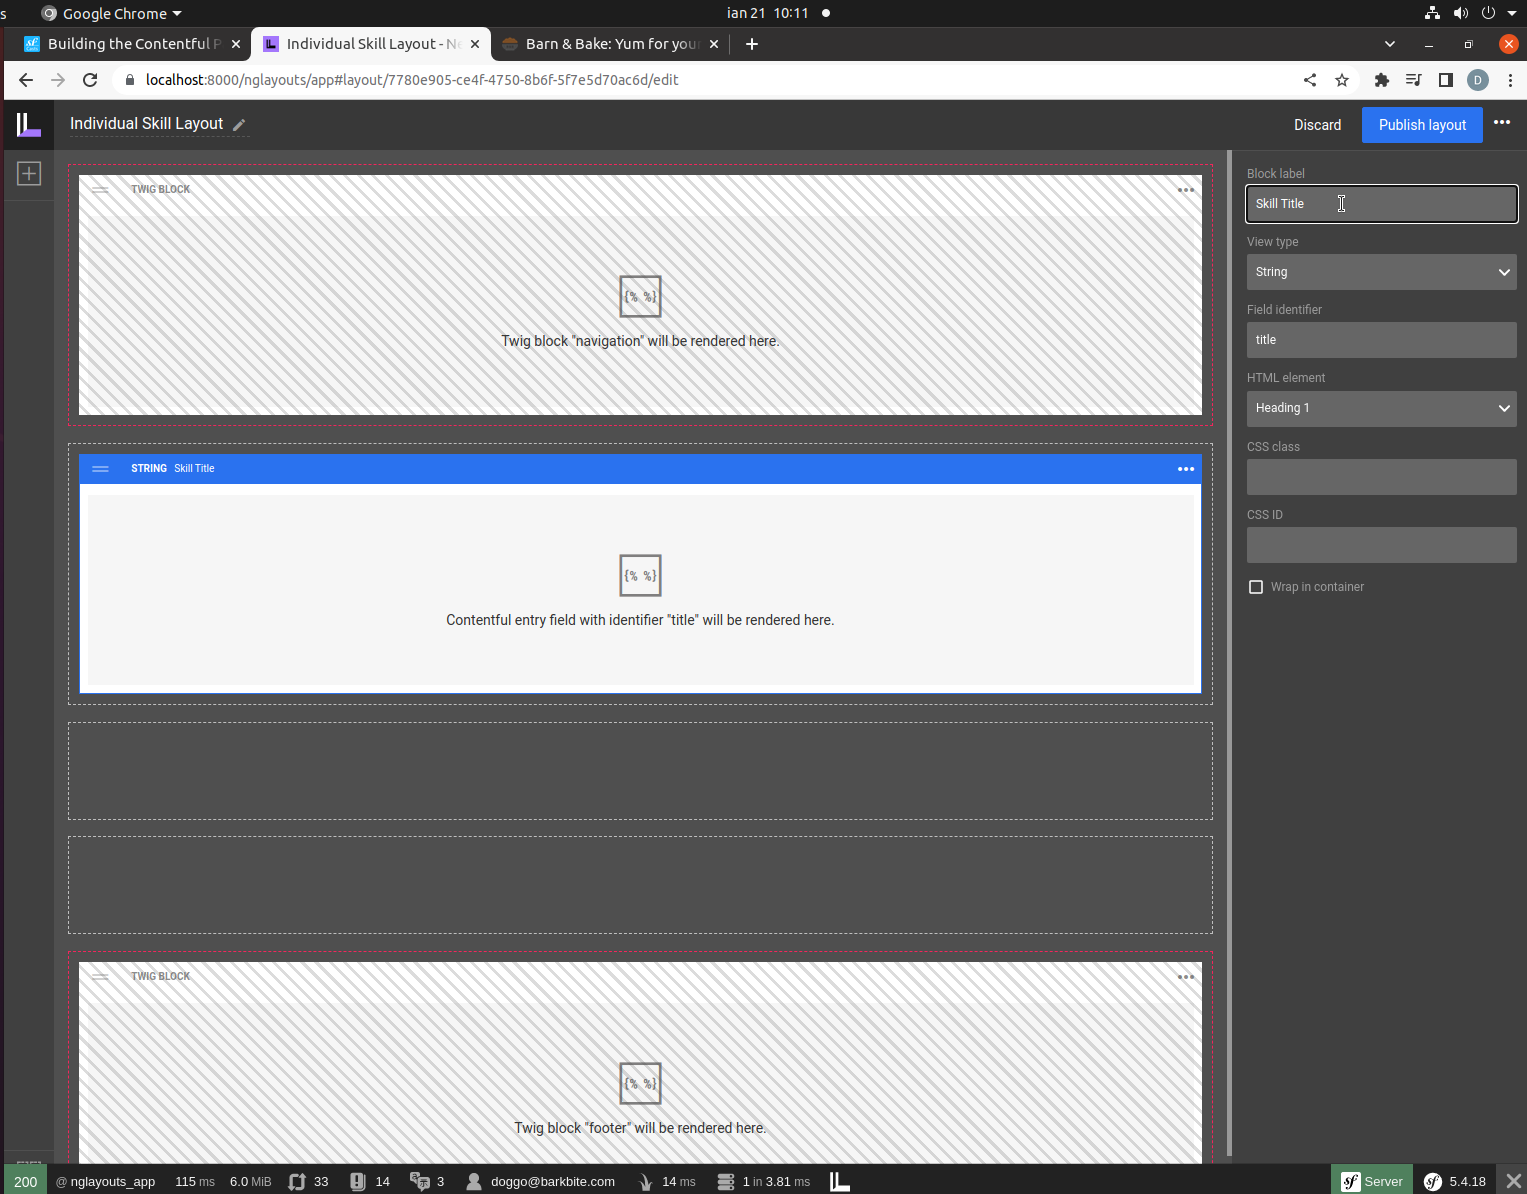 s
Google Chrome
ian 21 10:11
Building the Contentful P
Individual Skill Layout - Ne
Barn & Bake: Yum for you
localhost:8000/nglayouts/app#layout/7780e905-ce4f-4750-8b6f-5f7e5d70ac6d/edit
D
Individual Skill Layout
Discard
Publish layout
TWIG BLOCK
{% %}
Twig block "navigation" will be rendered here.
STRING Skill Title
{% %}
Contentful entry field with identifier "title" will be rendered here.
TWIG BLOCK
{% %}
Twig block "footer" will be rendered here.
Block label
Skill Title
View type
String
Field identifier
title
HTML element
Heading 1
CSS class
CSS ID
Wrap in container
200 @ nglayouts_app 115 ms 6.0 MiB 33 14 3 doggo@barkbite.com 14 ms 1 in 3.81 ms sf Server sf 5.4.18